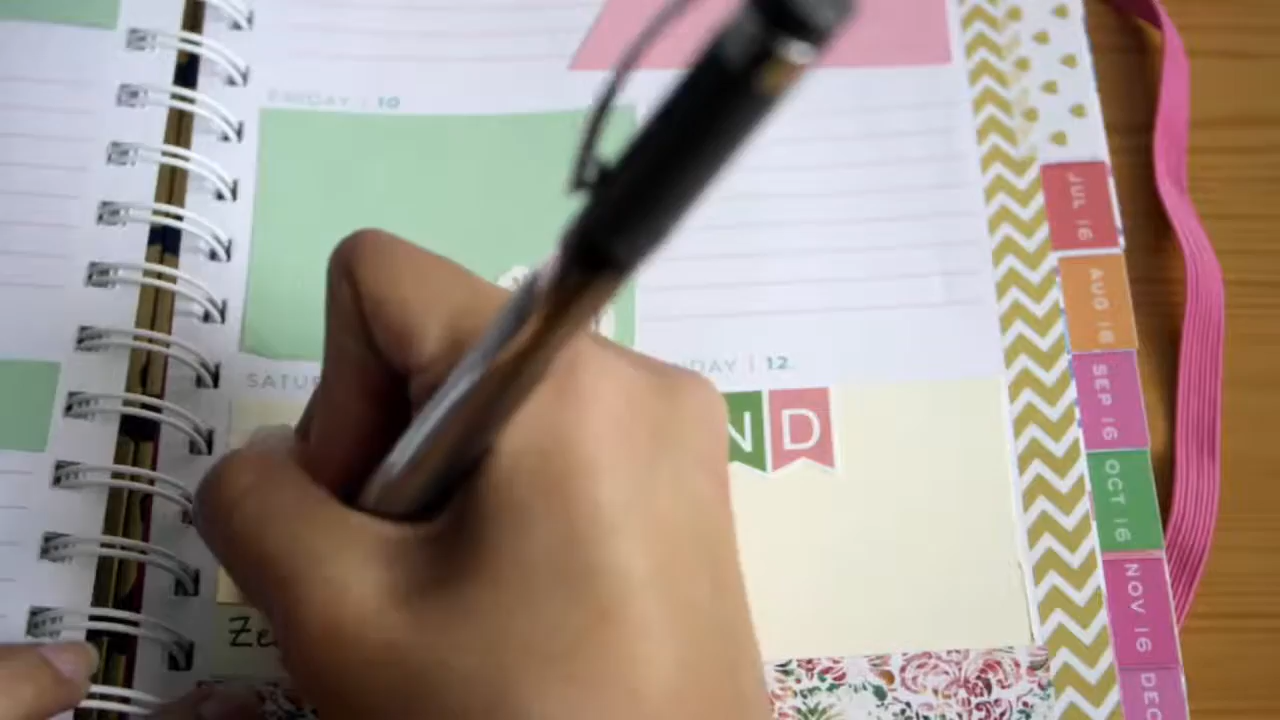 FRIDAY | 10
SATUR
NDAY | 12
ND
Ze
JUL 16
AUG 16
SEP 16
OCT 16
NOV 16
DEC